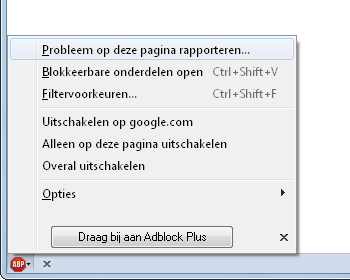 Probleem op deze pagina rapporteren...
Blokkeerbare onderdelen open Ctrl+Shift+V
Filtervoorkeuren... Ctrl+Shift+F
Uitschakelen op google.com
Alleen op deze pagina uitschakelen
Overal uitschakelen
Opties
Draag bij aan Adblock Plus
ABP